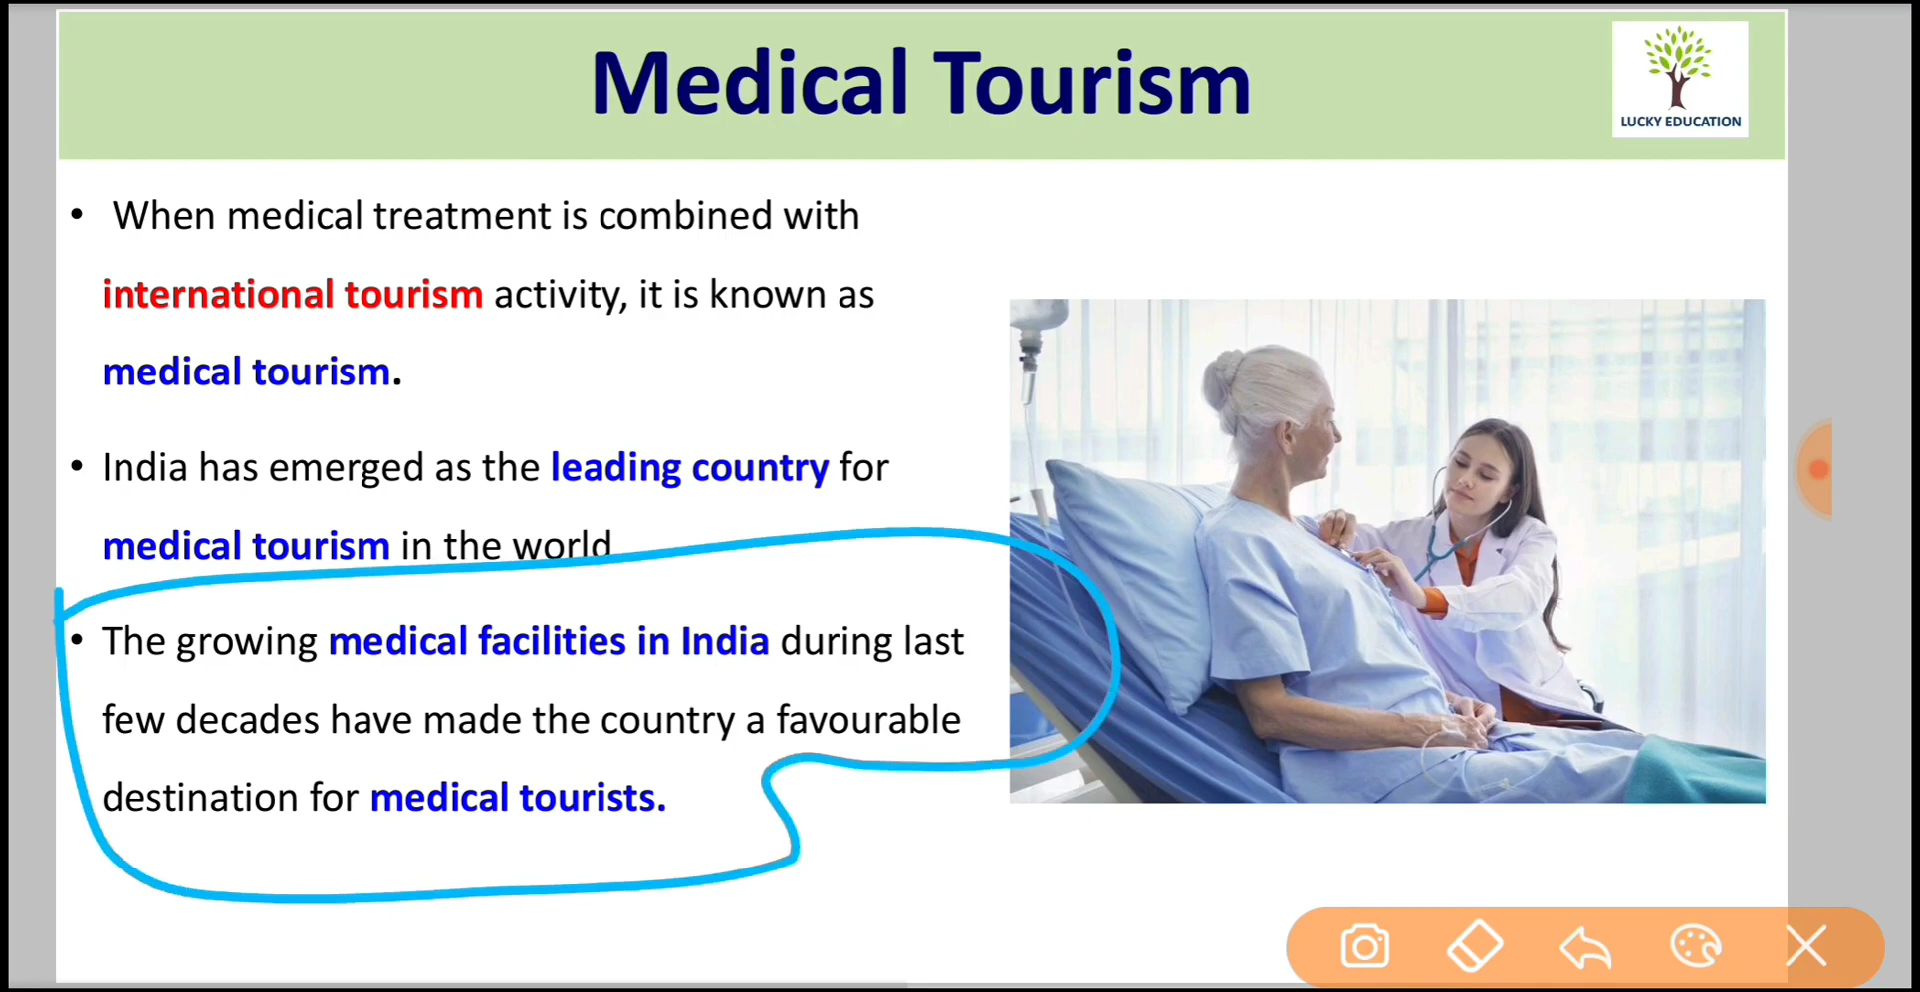 Medical Tourism
LUCKY EDUCATION
• When medical treatment is combined with
international tourism activity, it is known as
medical tourism.
• India has emerged as the leading country for
medical tourism in the world
• The growing medical facilities in India during last
few decades have made the country a favourable
destination for medical tourists.